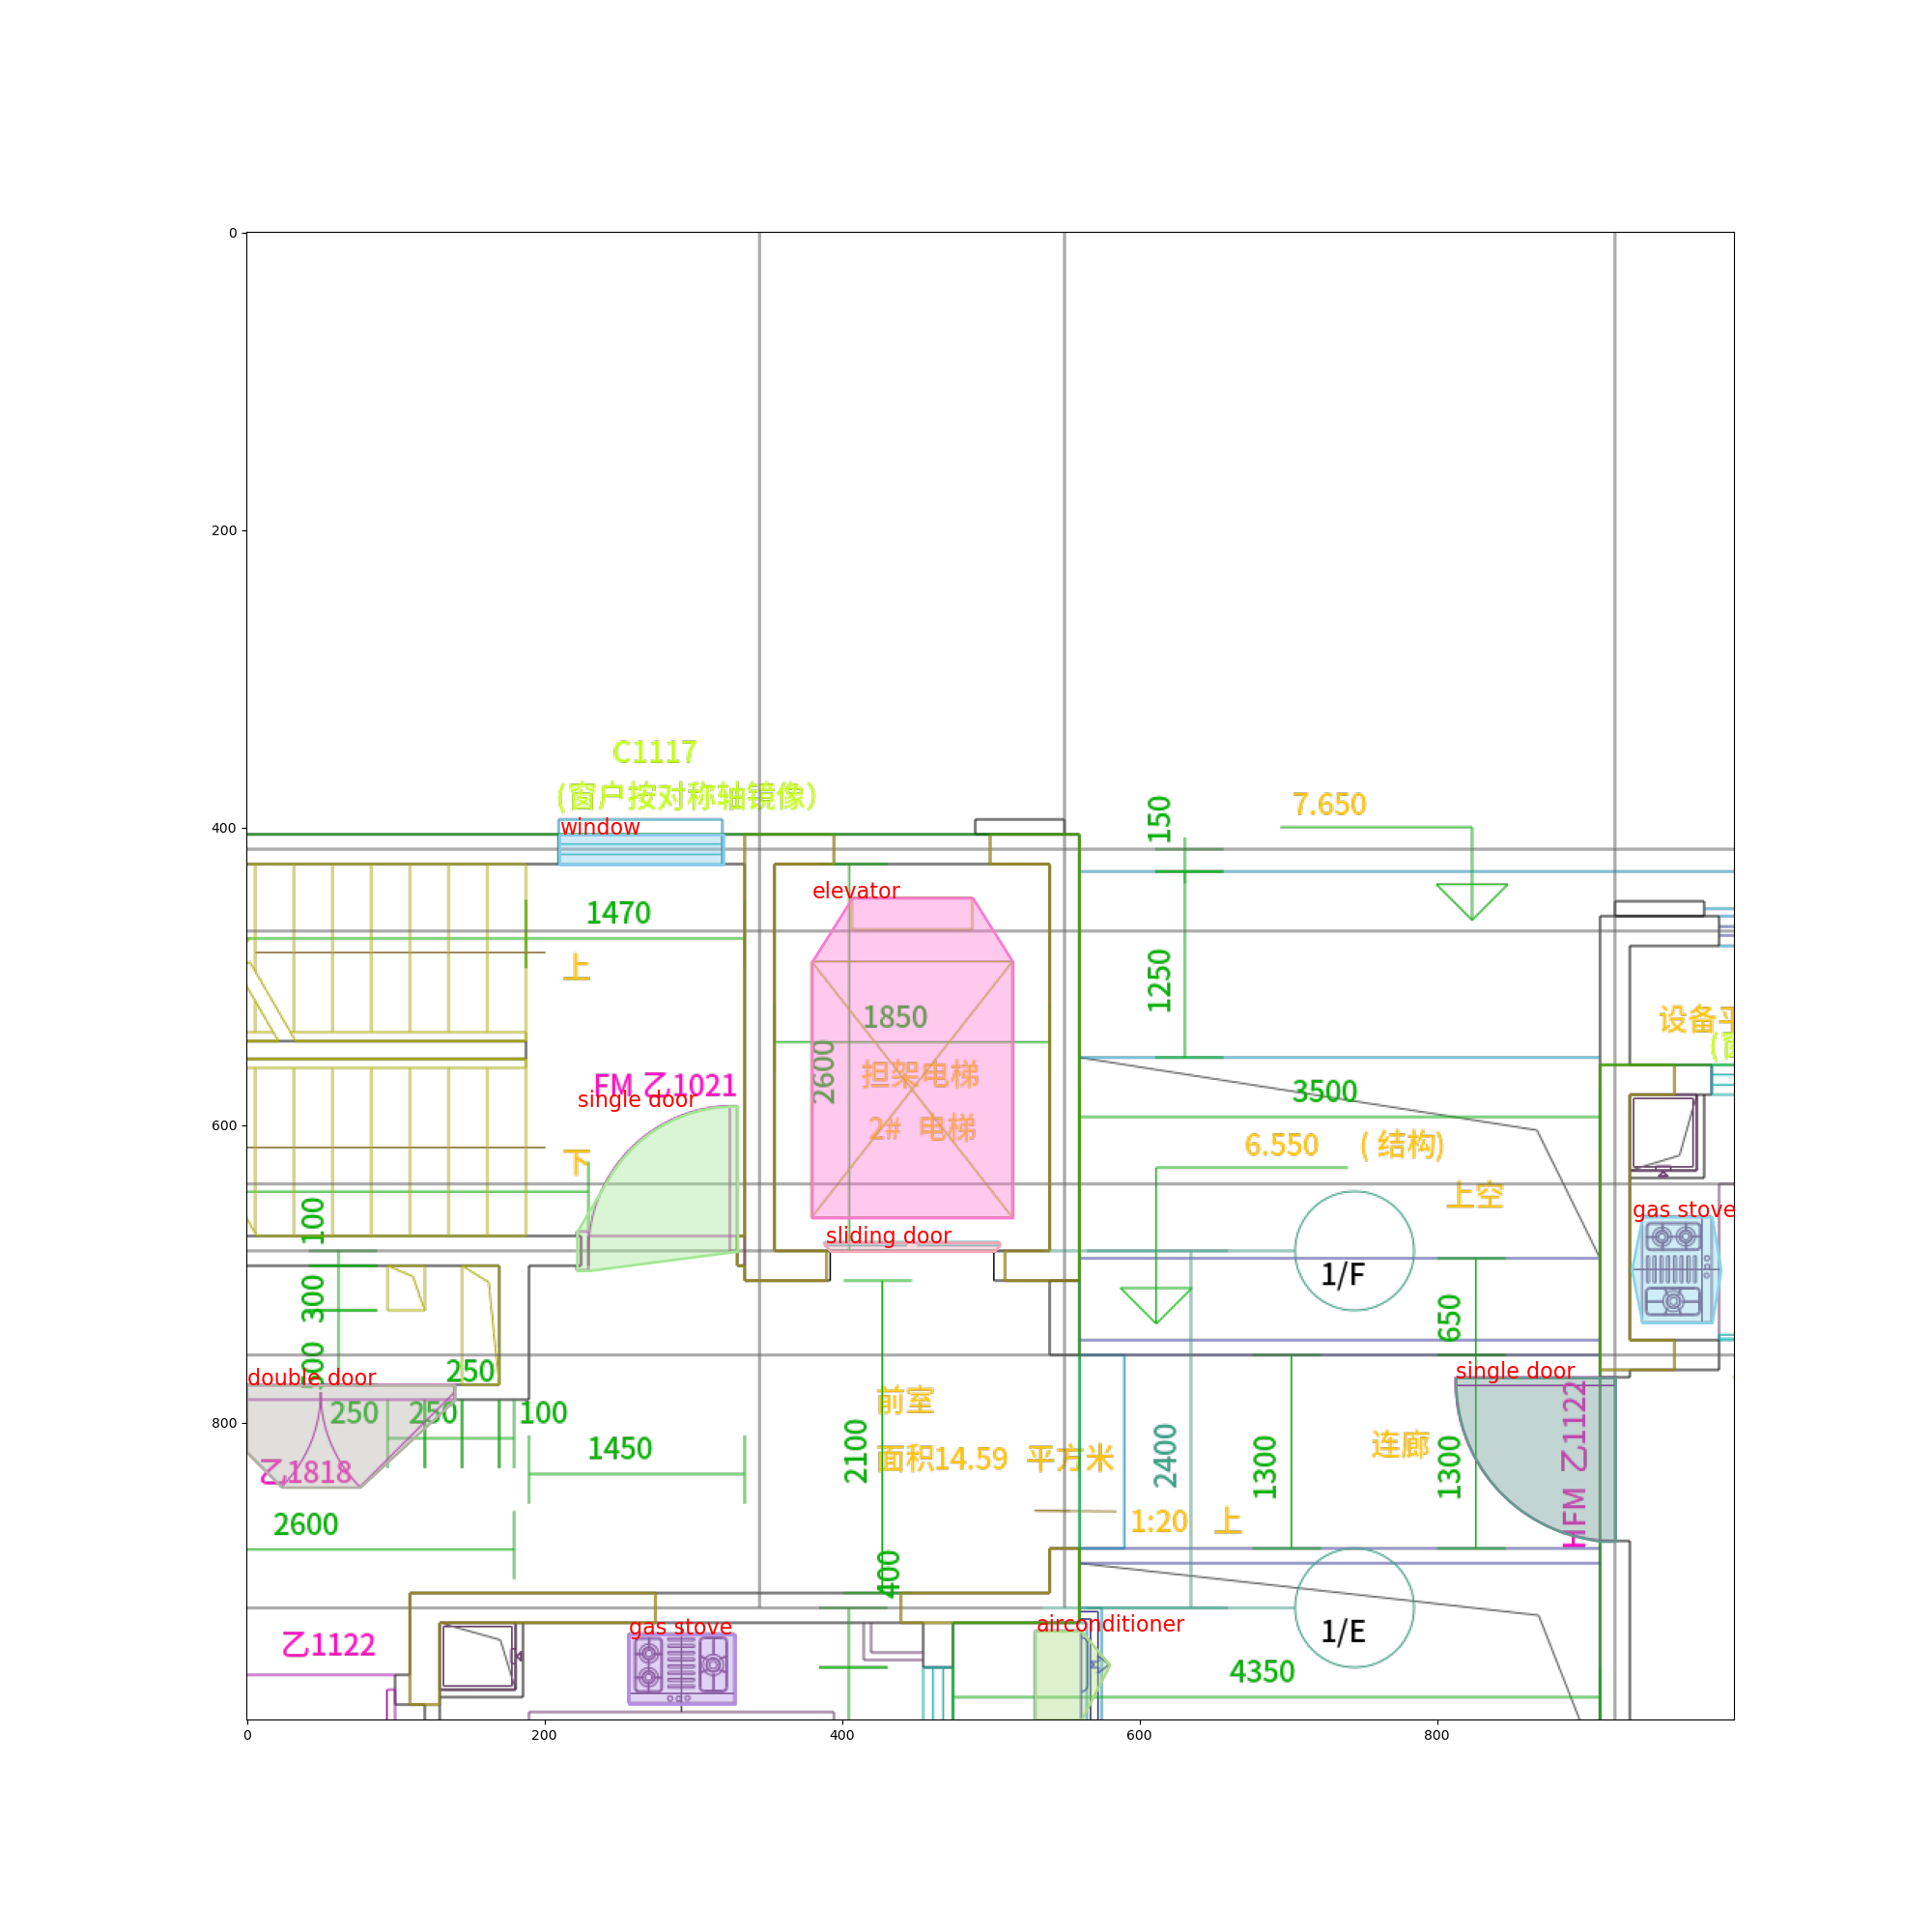 0
200
400
600
800
C1117
(窗户按对称轴镜像)
window
7.650
150
elevator
1470
上
1250
1850
2600
担架电梯
2# 电梯
设备平
FM 乙1021
single door
3500
6.550 ( 结构)
下
上空
100
gas stove
sliding door
1/F
300
650
double door
250
single door
250
250
100
前室
1450
2100
面积14.59 平方米
2400
1300
连廊
1300
HFM 乙1122
乙1818
2600
1:20 上
400
乙1122
gas stove
airconditioner
1/E
4350
0
200
400
600
800